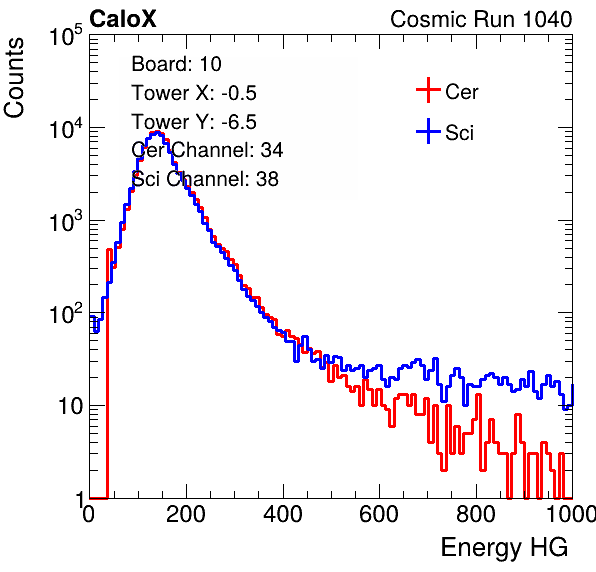 CaloX
Cosmic Run 1040
Counts
Board: 10
Tower X: -0.5
Tower Y: -6.5
Cer Channel: 34
Sci Channel: 38
Cer
Sci
10^5
10^4
10^3
10^2
10
1
0 200 400 600 800 1000
Energy HG